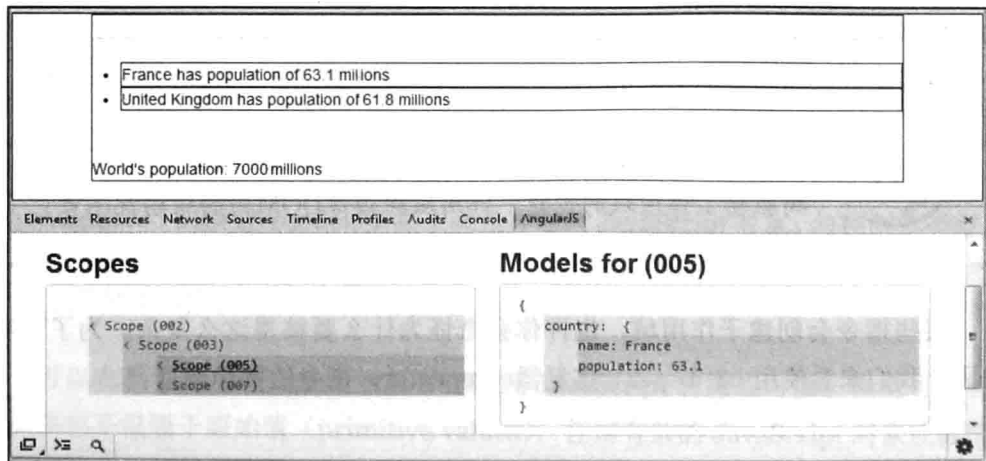 France has population of 63.1 millions
United Kingdom has population of 61.8 millions
World's population: 7000 millions
Elements Resources Network Sources Timeline Profiles Audits Console AngularJS ×
Scopes
< Scope (002)
< Scope (003)
< Scope (005)
< Scope (007)
Models for (005)
{
country: {
name: France
population: 63.1
}
}